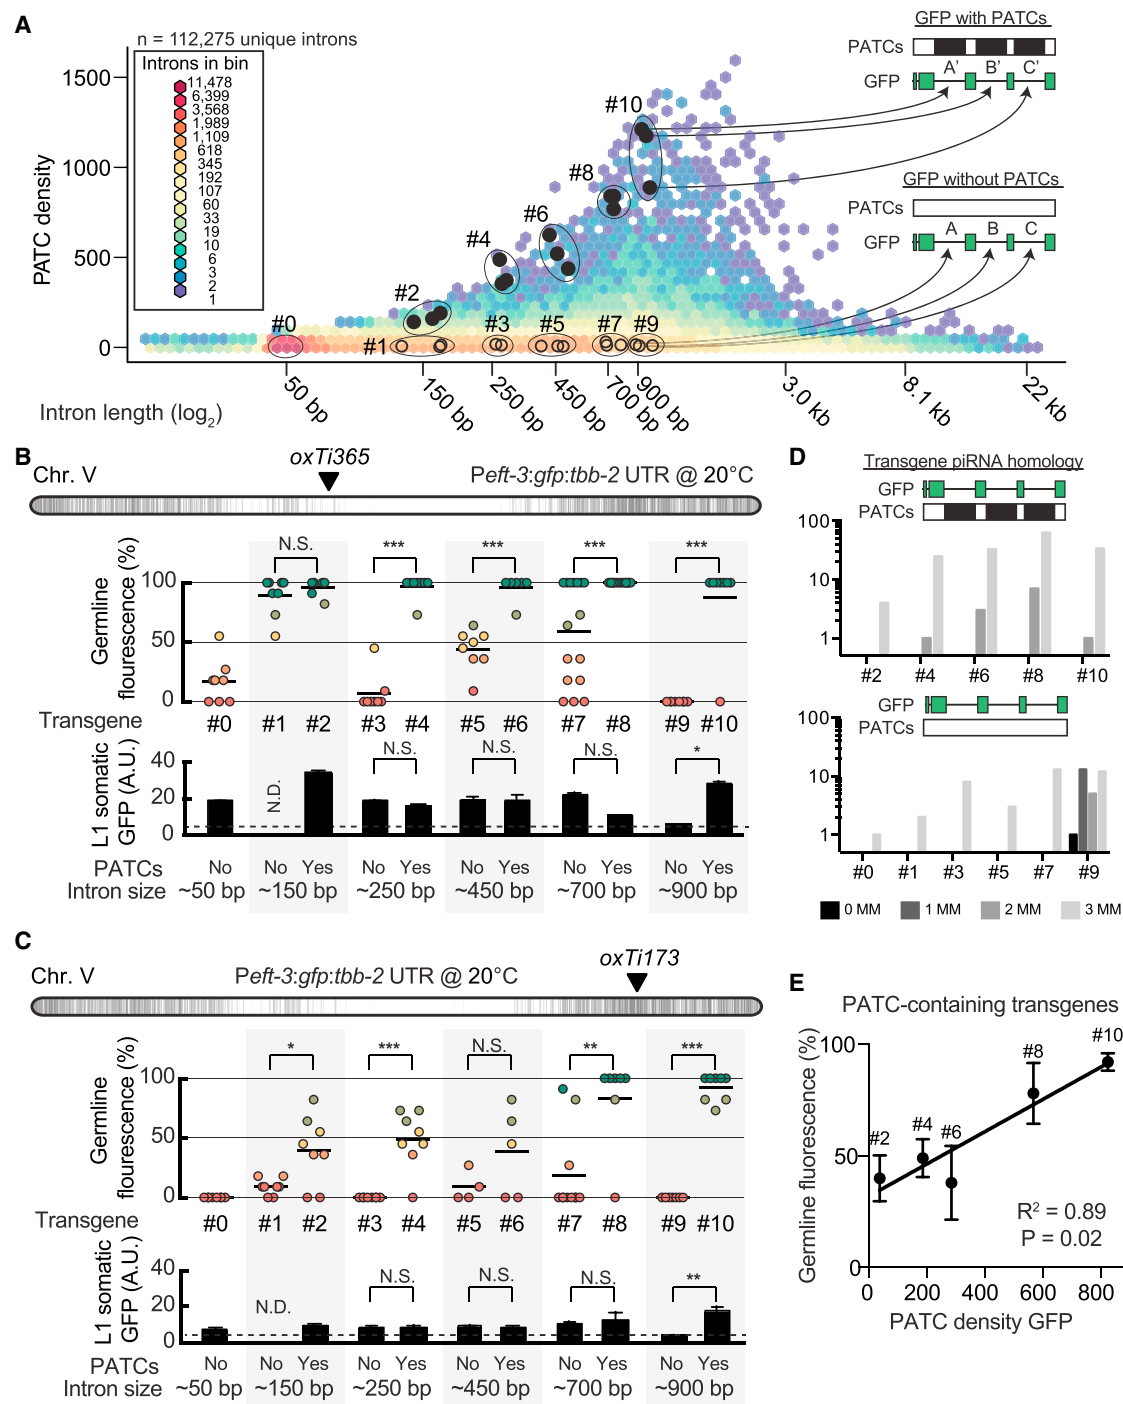 A
n = 112,275 unique introns
Introns in bin
11,478
6,399
3,568
1,989
1,109
618
345
192
107
60
33
19
10
6
3
2
1
PATC density
1500
1000
500
0
#0
#1
#2
#3
#4
#5
#6
#7
#8
#9
#10
GFP with PATCs
PATCs
GFP
A' B' C'
GFP without PATCs
PATCs
GFP
A B C
Intron length (log2)
50 bp
150 bp
250 bp
450 bp
700 bp
900 bp
3.0 kb
8.1 kb
22 kb
B
Chr. V
oxTi365
Peft-3:gfp:tbb-2 UTR @ 20°C
Germline flourescence (%)
100
50
0
N.S. *** *** *** ***
Transgene #0 #1 #2 #3 #4 #5 #6 #7 #8 #9 #10
L1 somatic GFP (A.U.)
40
20
0
N.D. N.S. N.S. N.S. *
PATCs No No Yes No Yes No Yes No Yes No Yes
Intron size ~50 bp ~150 bp ~250 bp ~450 bp ~700 bp ~900 bp
C
Chr. V
Peft-3:gfp:tbb-2 UTR @ 20°C
oxTi173
Germline flourescence (%)
100
50
0
* *** N.S. ** ***
Transgene #0 #1 #2 #3 #4 #5 #6 #7 #8 #9 #10
L1 somatic GFP (A.U.)
40
20
0
N.D. N.S. N.S. N.S. **
PATCs No No Yes No Yes No Yes No Yes No Yes
Intron size ~50 bp ~150 bp ~250 bp ~450 bp ~700 bp ~900 bp
D
Transgene piRNA homology
GFP
PATCs
100
10
1
#2 #4 #6 #8 #10
GFP
PATCs
100
10
1
#0 #1 #3 #5 #7 #9
0 MM 1 MM 2 MM 3 MM
E
PATC-containing transgenes
Germline fluorescence (%)
100
50
0
#2
#4
#6
#8
#10
R2 = 0.89
P = 0.02
0 200 400 600 800
PATC density GFP